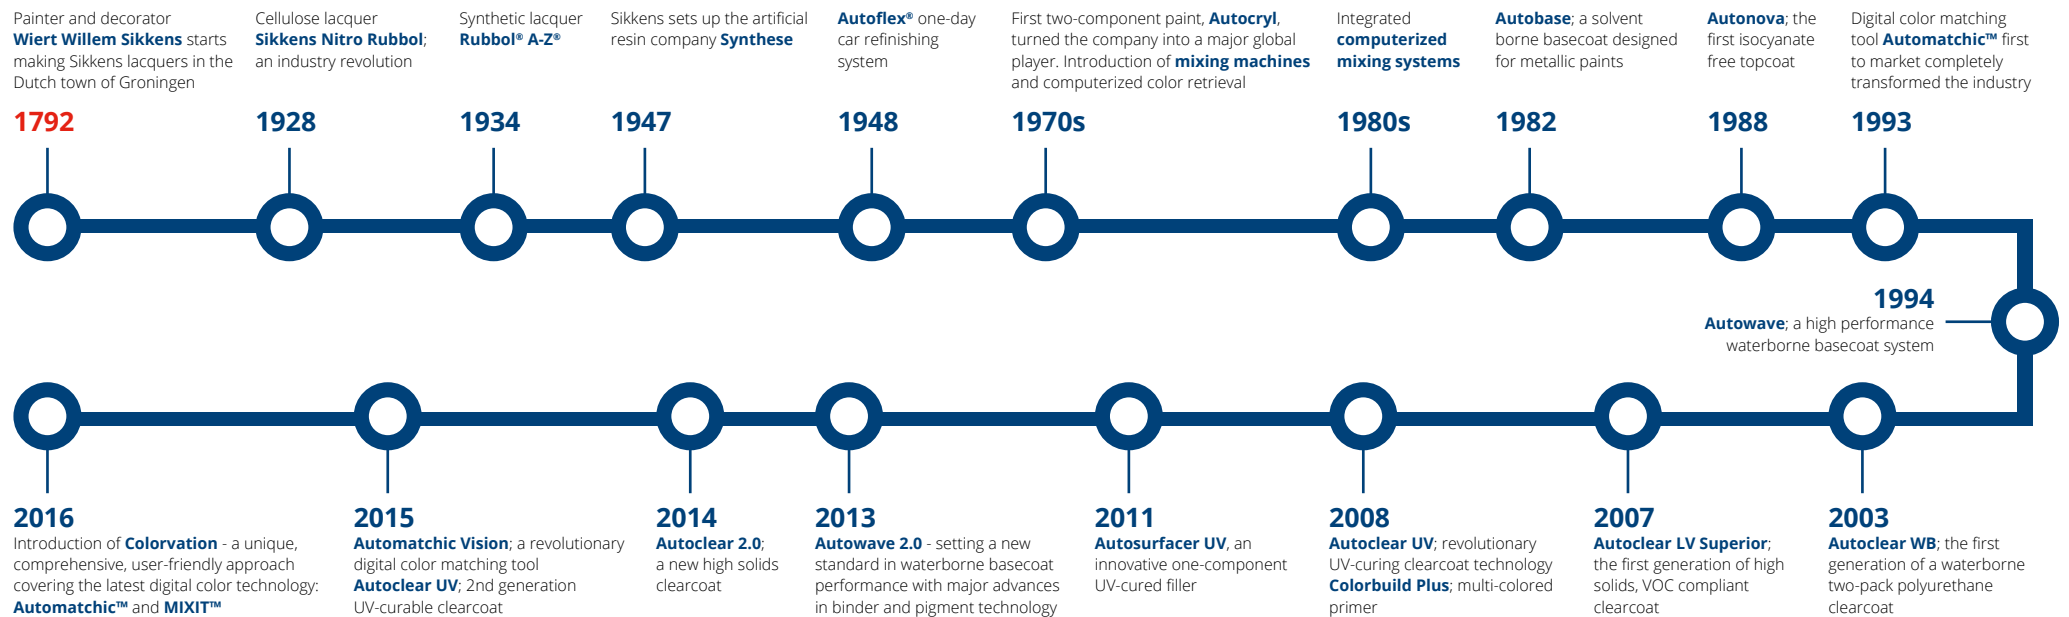 Painter and decorator
Wiert Willem Sikkens starts
making Sikkens lacquers in the
Dutch town of Groningen
1792
Cellulose lacquer
Sikkens Nitro Rubbol;
an industry revolution
1928
Synthetic lacquer
Rubbol® A-Z®
1934
Sikkens sets up the artificial
resin company Synthese
1947
Autoflex® one-day
car refinishing
system
1948
First two-component paint, Autocryl,
turned the company into a major global
player. Introduction of mixing machines
and computerized color retrieval
1970s
Integrated
computerized
mixing systems
1980s
Autobase; a solvent
borne basecoat designed
for metallic paints
1982
Autonova; the
first isocyanate
free topcoat
1988
Digital color matching
tool Automatchic™ first
to market completely
transformed the industry
1993
1994
Autowave; a high performance
waterborne basecoat system
2016
Introduction of Colorvation - a unique,
comprehensive, user-friendly approach
covering the latest digital color technology:
Automatchic™ and MIXIT™
2015
Automatchic Vision; a revolutionary
digital color matching tool
Autoclear UV; 2nd generation
UV-curable clearcoat
2014
Autoclear 2.0;
a new high solids
clearcoat
2013
Autowave 2.0 - setting a new
standard in waterborne basecoat
performance with major advances
in binder and pigment technology
2011
Autosurfacer UV, an
innovative one-component
UV-cured filler
2008
Autoclear UV; revolutionary
UV-curing clearcoat technology
Colorbuild Plus; multi-colored
primer
2007
Autoclear LV Superior;
the first generation of high
solids, VOC compliant
clearcoat
2003
Autoclear WB; the first
generation of a waterborne
two-pack polyurethane
clearcoat